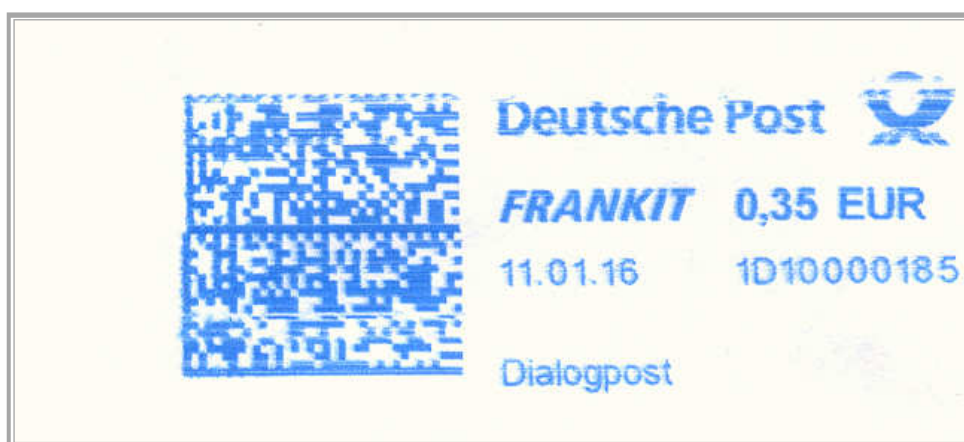 Deutsche Post
FRANKIT 0,35 EUR
11.01.16 1D10000185
Dialogpost